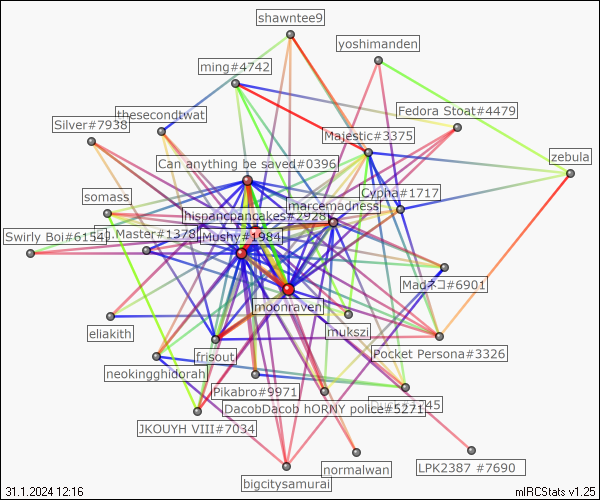 shawntee9
yoshimanden
ming#4742
Fedora Stoat#4479
thesecondtwat
Silver#7938
Majestic#3375
zebula
Can anything be saved#0396
Cypha#1717
somass
marcemadness
hispancpancakes#2928
Swirly Boi#6154
J.Master#1378
Mushy#1984
Madネコ#6901
moonraven
mukszi
eliakith
frisouti
Pocket Persona#3326
neokingghidorah
Pikabro#9971
DacobDacob hORNY police#5271
JKOUYH VIII#7034
normalwan
LPK2387 #7690
bigcitysamurai
31.1.2024 12:16
mIRCStats v1.25